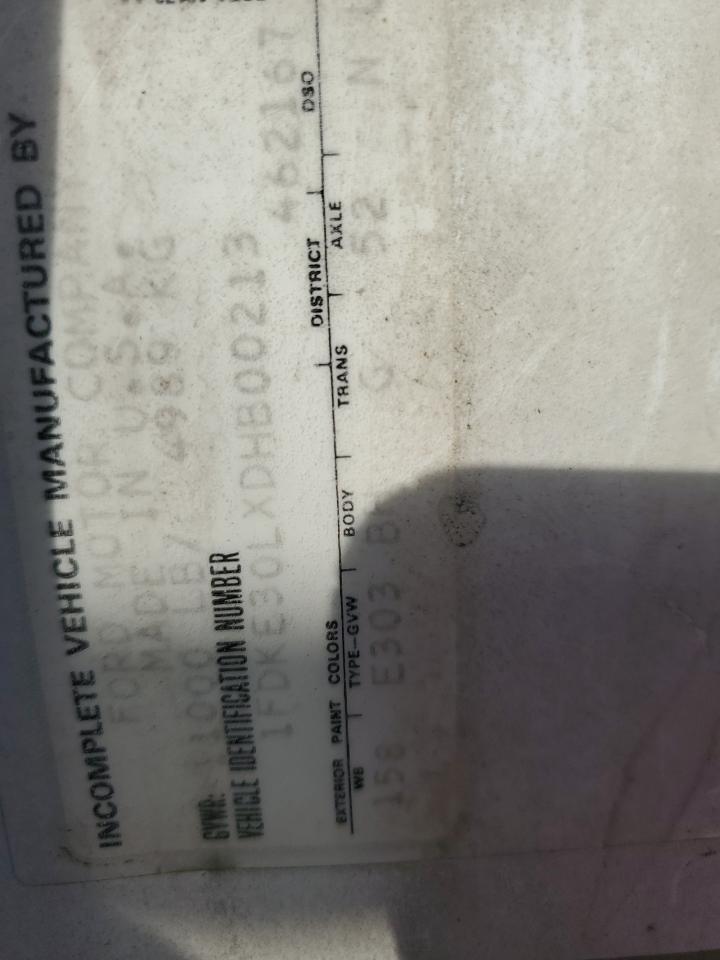 INCOMPLETE VEHICLE MANUFACTURED BY
FORD MOTOR COMPANY
MADE IN U.S.A.
GVWR: 11000 LB/ 4989 KG
VEHICLE IDENTIFICATION NUMBER
1FDKE30LXDHB00213
462167
EXTERIOR PAINT COLORS DISTRICT DSO
WB TYPE-GVW BODY TRANS AXLE
158 E303 G 52 N